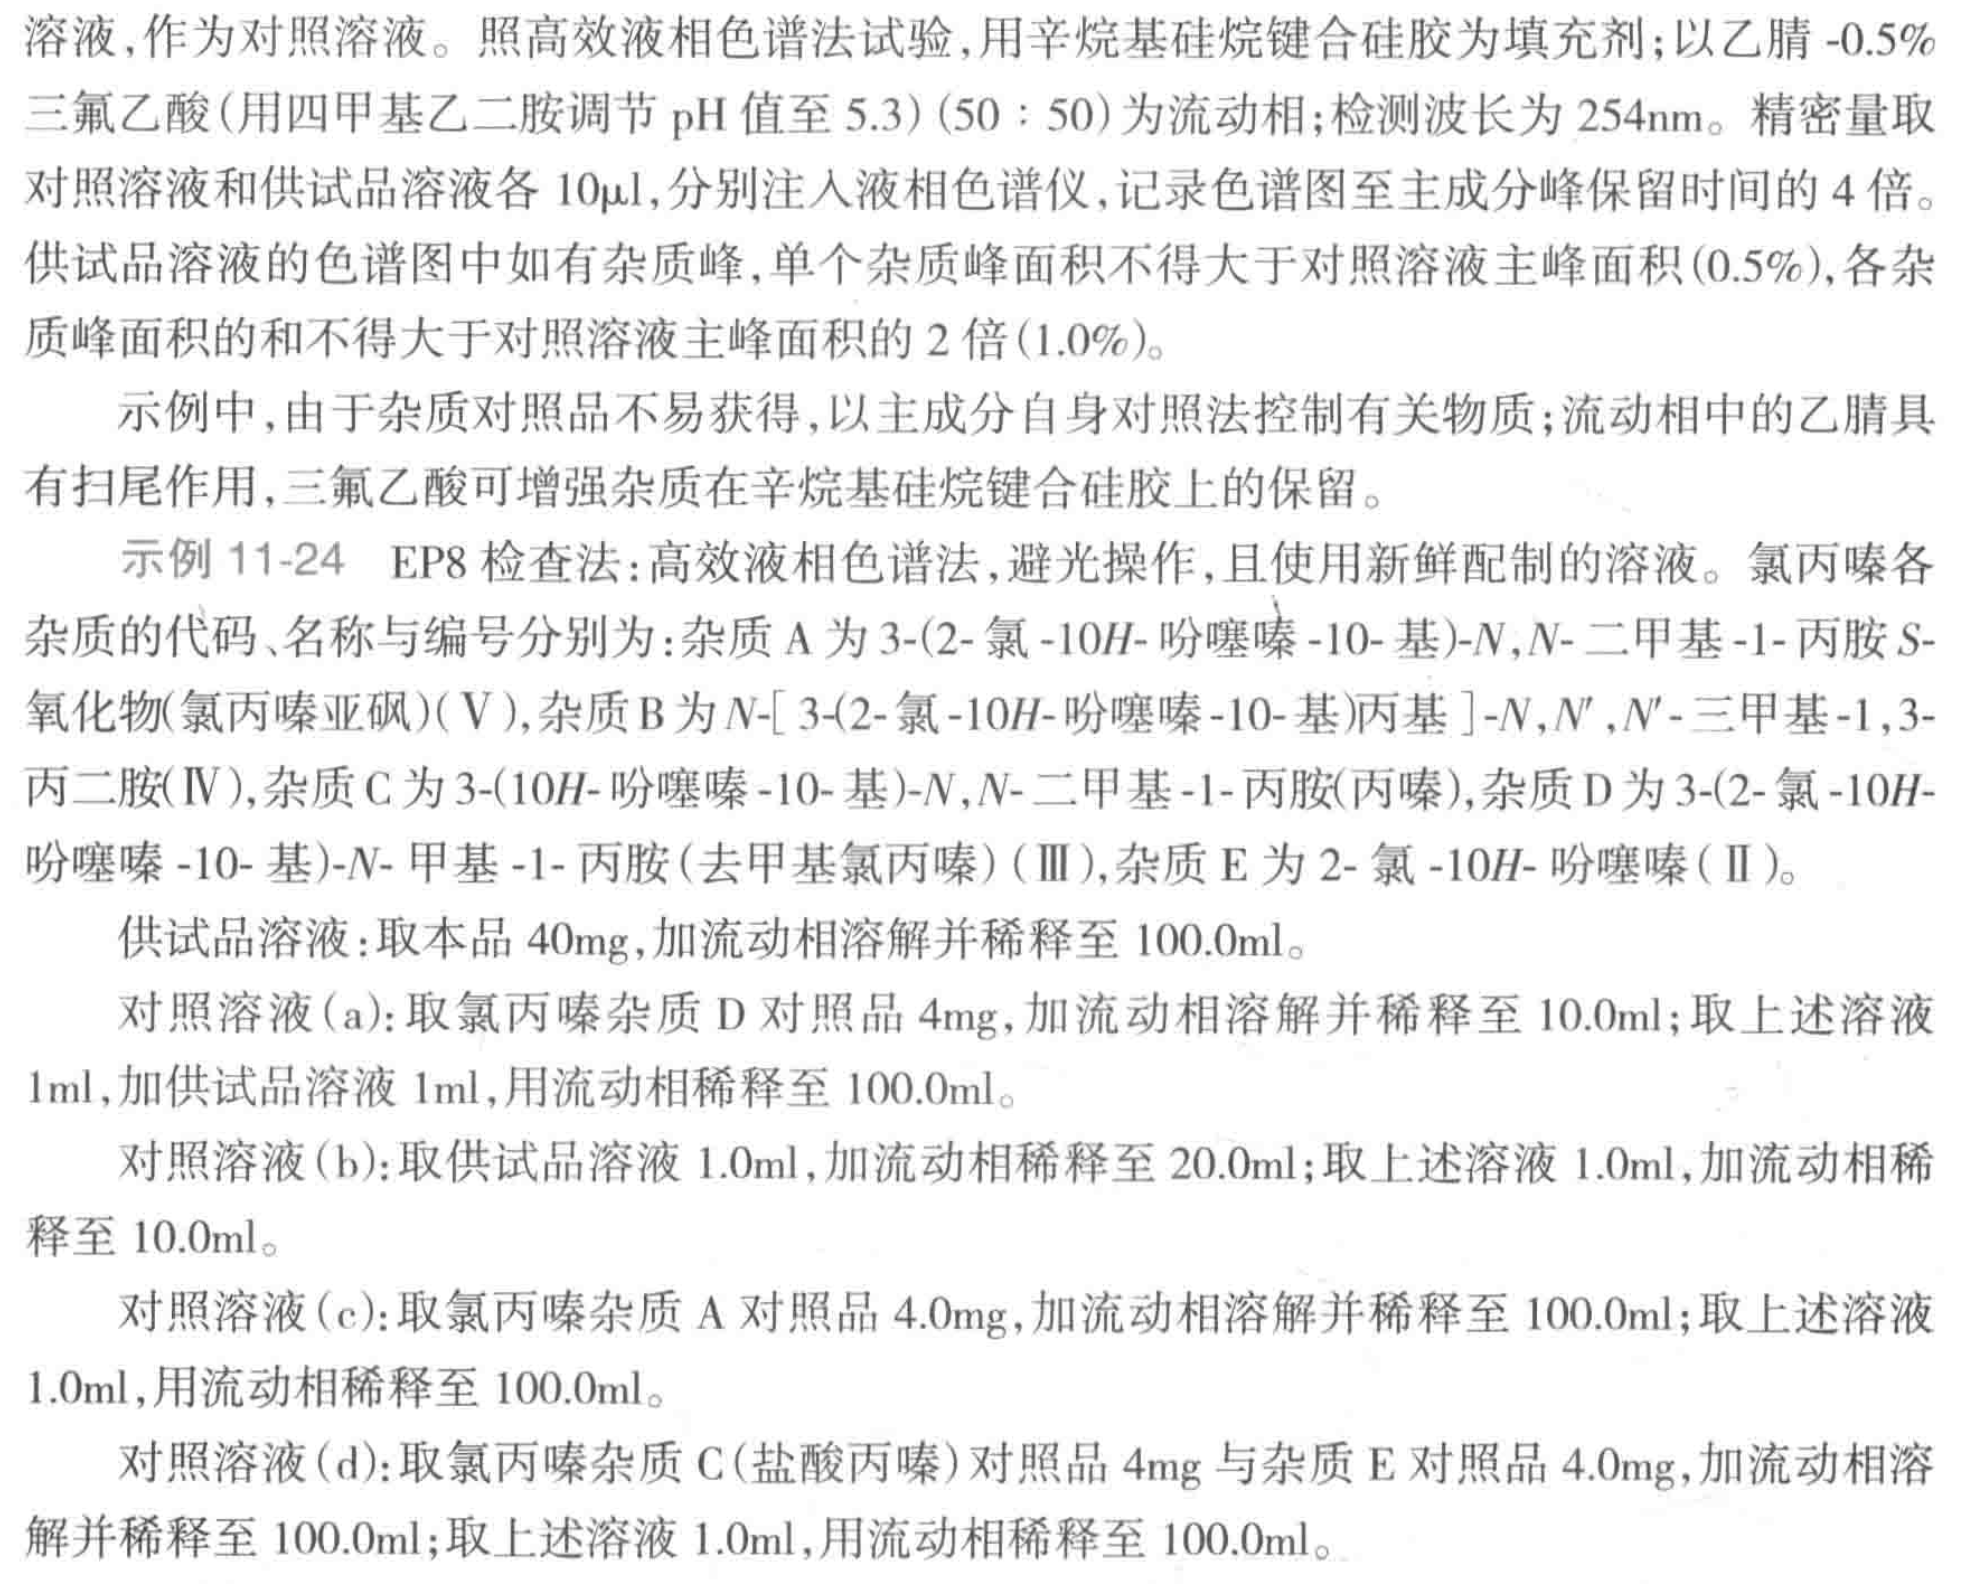 溶液,作为对照溶液。照高效液相色谱法试验,用辛烷基硅烷键合硅胶为填充剂;以乙腈 -0.5%
三氟乙酸(用四甲基乙二胺调节 pH 值至 5.3)(50∶50)为流动相;检测波长为 254nm。精密量取
对照溶液和供试品溶液各 10μl,分别注入液相色谱仪,记录色谱图至主成分峰保留时间的 4 倍。
供试品溶液的色谱图中如有杂质峰,单个杂质峰面积不得大于对照溶液主峰面积(0.5%),各杂
质峰面积的和不得大于对照溶液主峰面积的 2 倍(1.0%)。
示例中,由于杂质对照品不易获得,以主成分自身对照法控制有关物质;流动相中的乙腈具
有扫尾作用,三氟乙酸可增强杂质在辛烷基硅烷键合硅胶上的保留。
示例 11-24 EP8 检查法:高效液相色谱法,避光操作,且使用新鲜配制的溶液。氯丙嗪各
杂质的代码、名称与编号分别为:杂质 A 为 3-(2- 氯 -10H- 吩噻嗪 -10- 基)-N,N- 二甲基 -1- 丙胺 S-
氧化物(氯丙嗪亚砜)(Ⅴ),杂质 B 为 N-[ 3-(2- 氯 -10H- 吩噻嗪 -10- 基)丙基 ]-N,N′,N′- 三甲基 -1,3-
丙二胺(Ⅳ),杂质 C 为 3-(10H- 吩噻嗪 -10- 基)-N,N- 二甲基 -1- 丙胺(丙嗪),杂质 D 为 3-(2- 氯 -10H-
吩噻嗪 -10- 基)-N- 甲基 -1- 丙胺(去甲基氯丙嗪)(Ⅲ),杂质 E 为 2- 氯 -10H- 吩噻嗪(Ⅱ)。
供试品溶液:取本品 40mg,加流动相溶解并稀释至 100.0ml。
对照溶液(a):取氯丙嗪杂质 D 对照品 4mg,加流动相溶解并稀释至 10.0ml;取上述溶液
1ml,加供试品溶液 1ml,用流动相稀释至 100.0ml。
对照溶液(b):取供试品溶液 1.0ml,加流动相稀释至 20.0ml;取上述溶液 1.0ml,加流动相稀
释至 10.0ml。
对照溶液(c):取氯丙嗪杂质 A 对照品 4.0mg,加流动相溶解并稀释至 100.0ml;取上述溶液
1.0ml,用流动相稀释至 100.0ml。
对照溶液(d):取氯丙嗪杂质 C(盐酸丙嗪)对照品 4mg 与杂质 E 对照品 4.0mg,加流动相溶
解并稀释至 100.0ml;取上述溶液 1.0ml,用流动相稀释至 100.0ml。